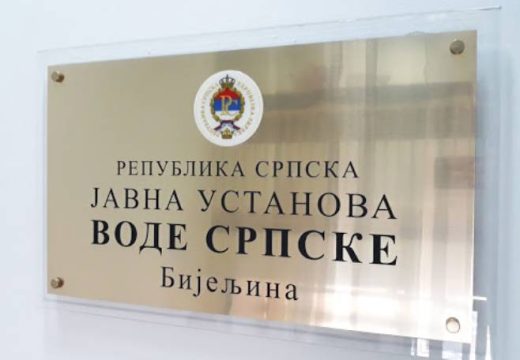 РЕПУБЛИКА СРПСКА
ЈАВНА УСТАНОВА
ВОДЕ СРПСКЕ
Бијељина